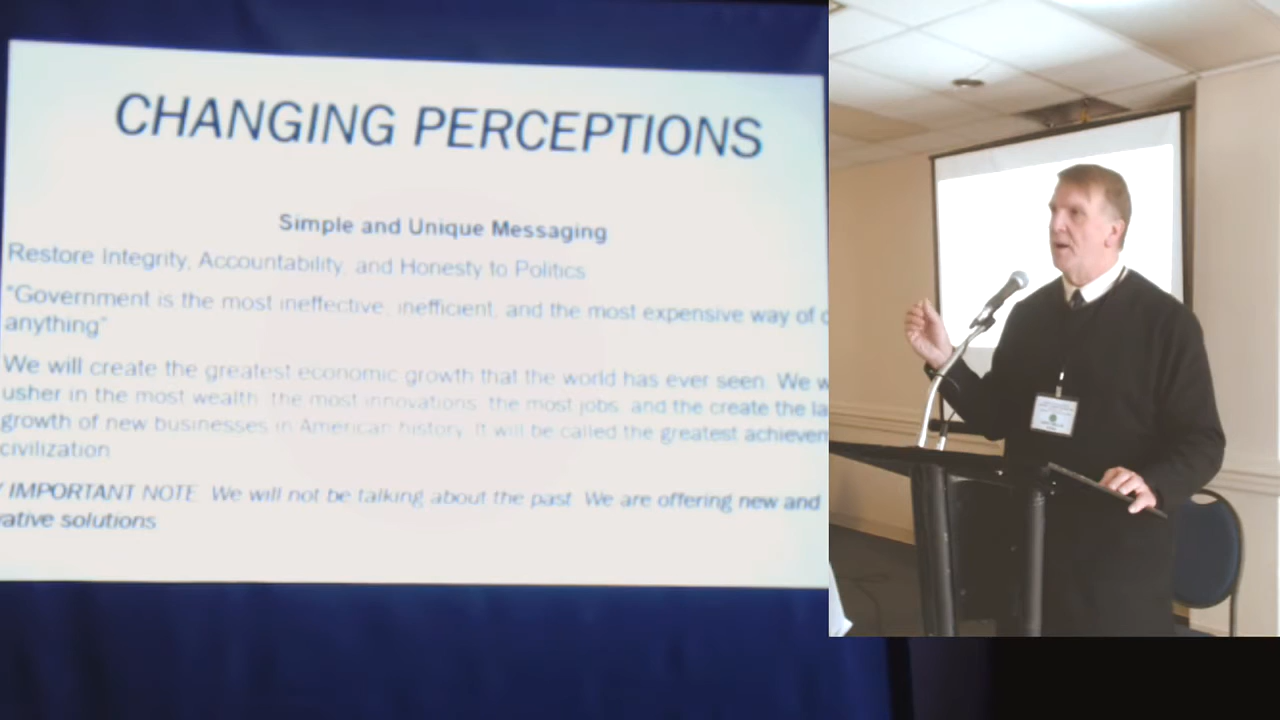 CHANGING PERCEPTIONS
Simple and Unique Messaging
Restore Integrity, Accountability, and Honesty to Politics
"Government is the most ineffective, inefficient, and the most expensive way of
anything"
We will create the greatest economic growth that the world has ever seen. We
usher in the most wealth, the most innovations, the most jobs, and the create the
growth of new businesses in American history. It will be called the greatest
civilization
IMPORTANT NOTE We will not be talking about the past. We are offering new and
solutions